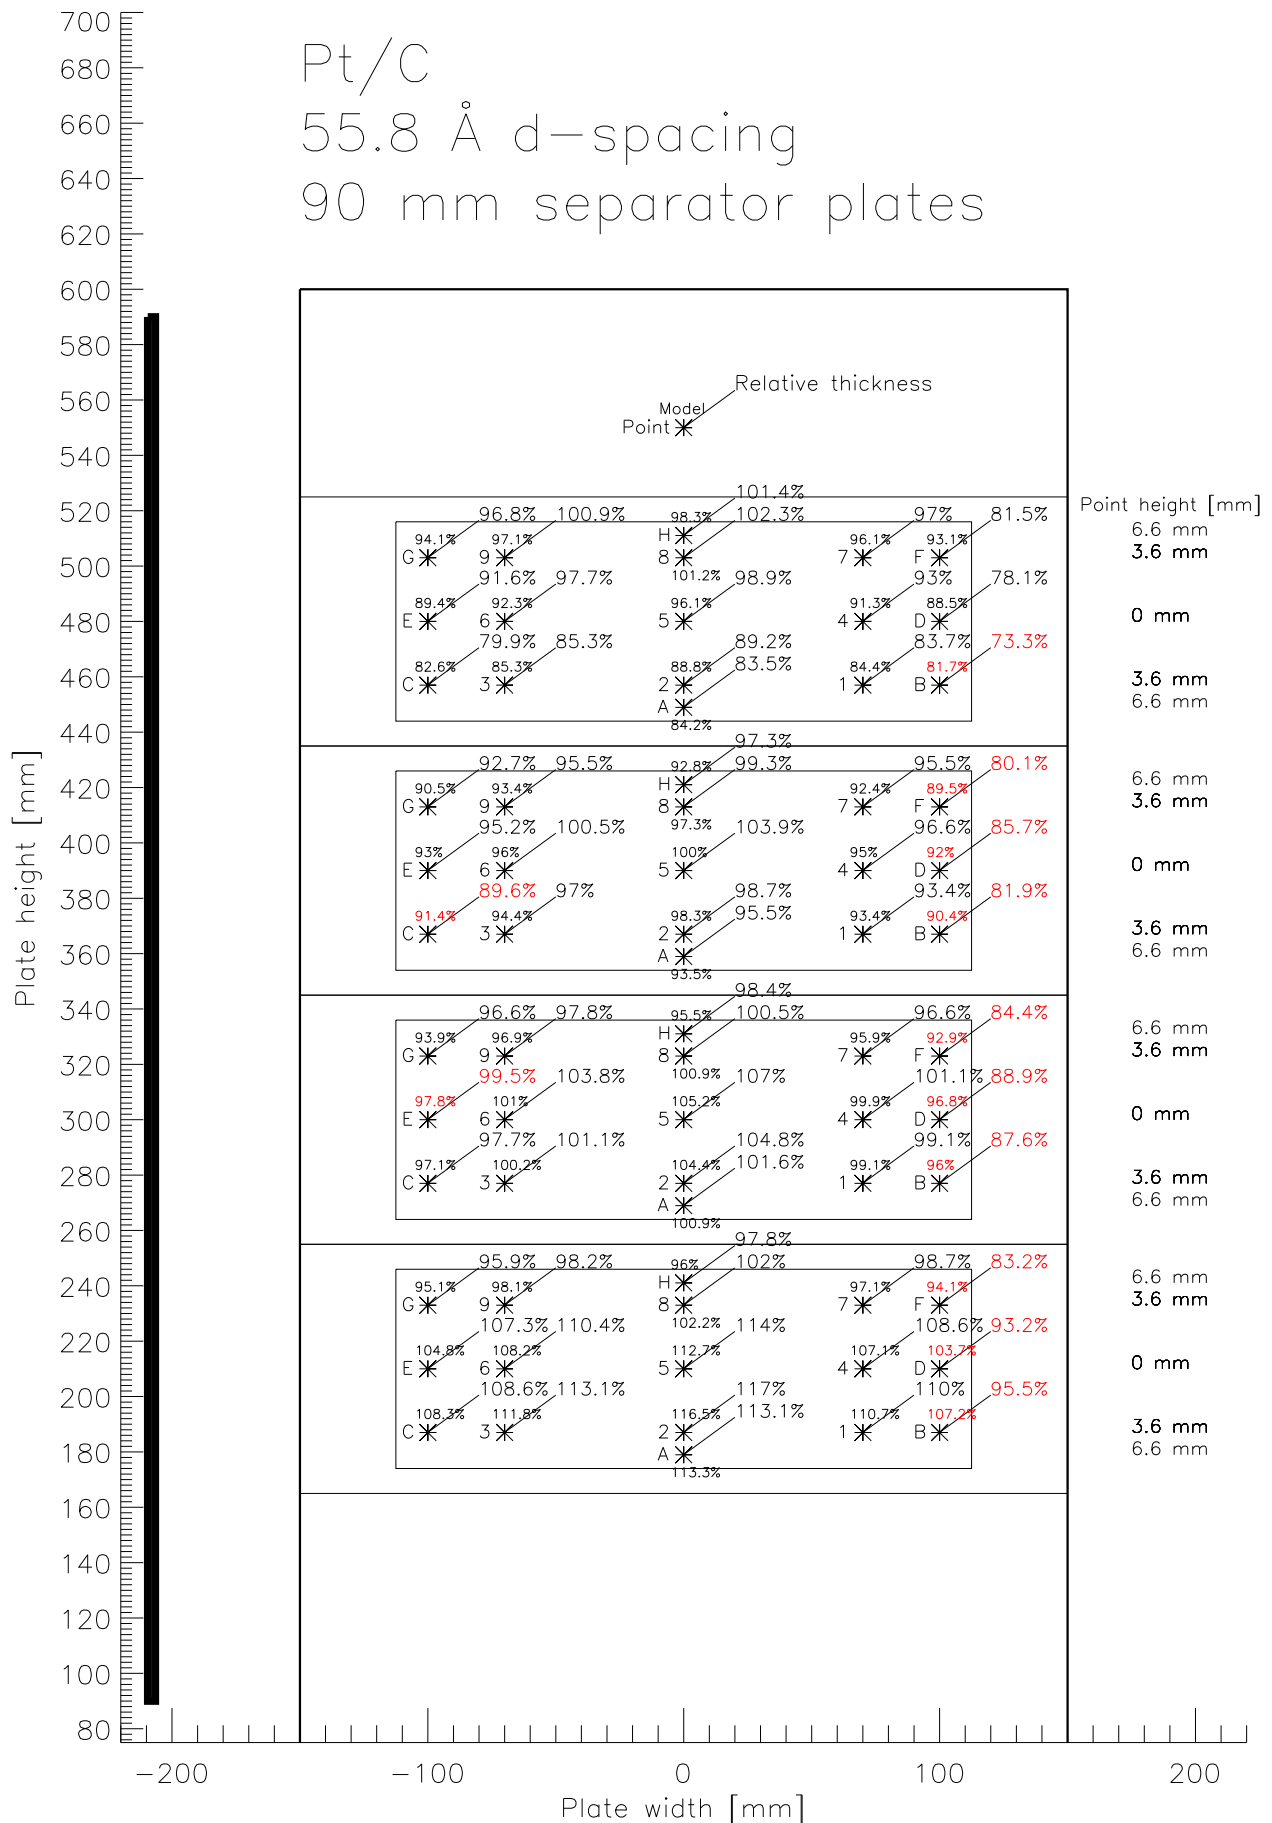 Pt/C
55.8 Å d-spacing
90 mm separator plates
Relative thickness
Model
Point
Point height [mm]
101.4%
96.8% 100.9% 98.3% 102.3% 97% 81.5%
H 6.6 mm
94.1% 97.1% 96.1% 93.1%
G 9 8 7 F 3.6 mm
101.2%
91.6% 97.7% 98.9% 93% 78.1%
89.4% 92.3% 96.1% 91.3% 88.5%
E 6 5 4 D 0 mm
79.9% 85.3% 89.2% 83.7% 73.3%
83.5%
82.6% 85.3% 88.8% 84.4% 81.7%
C 3 2 1 B 3.6 mm
A 6.6 mm
84.2%
97.3%
92.7% 95.5% 92.8% 99.3% 95.5% 80.1%
H 6.6 mm
90.5% 93.4% 92.4% 89.5%
G 9 8 7 F 3.6 mm
97.3%
95.2% 100.5% 103.9% 96.6% 85.7%
93% 96% 100% 95% 92%
E 6 5 4 D 0 mm
89.6% 97% 98.7% 93.4% 81.9%
95.5%
91.4% 94.4% 98.3% 93.4% 90.4%
C 3 2 1 B 3.6 mm
A 6.6 mm
93.5%
98.4%
96.6% 97.8% 95.5% 100.5% 96.6% 84.4%
H 6.6 mm
93.9% 96.9% 95.9% 92.9%
G 9 8 7 F 3.6 mm
100.9%
99.5% 103.8% 107% 101.1% 88.9%
97.8% 101% 105.2% 99.9% 96.8%
E 6 5 4 D 0 mm
97.7% 101.1% 104.8% 99.1% 87.6%
101.6%
97.1% 100.2% 104.4% 99.1% 96%
C 3 2 1 B 3.6 mm
A 6.6 mm
100.9%
97.8%
95.9% 98.2% 96% 102% 98.7% 83.2%
H 6.6 mm
95.1% 98.1% 97.1% 94.1%
G 9 8 7 F 3.6 mm
102.2%
107.3% 110.4% 114% 108.6% 93.2%
104.8% 108.2% 112.7% 107.1% 103.7%
E 6 5 4 D 0 mm
108.6% 113.1% 117% 110% 95.5%
113.1%
108.3% 111.8% 116.5% 110.7% 107.2%
C 3 2 1 B 3.6 mm
A 6.6 mm
113.3%
700
680
660
640
620
600
580
560
540
520
500
480
460
440
420
400
380
360
340
320
300
280
260
240
220
200
180
160
140
120
100
80
Plate height [mm]
-200 -100 0 100 200
Plate width [mm]